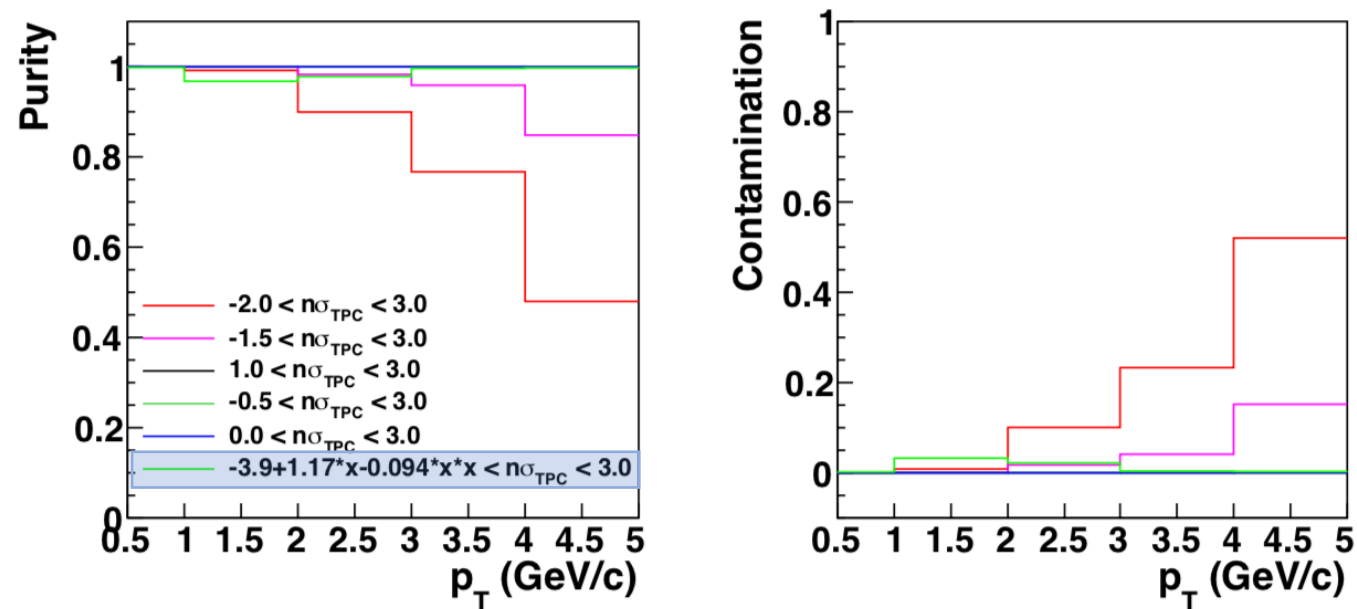 Purity
1
0.8
0.6
0.4
0.2
0
-2.0 < nσTPC < 3.0
-1.5 < nσTPC < 3.0
1.0 < nσTPC < 3.0
-0.5 < nσTPC < 3.0
0.0 < nσTPC < 3.0
-3.9+1.17*x-0.094*x*x < nσTPC < 3.0
0.5 1 1.5 2 2.5 3 3.5 4 4.5 5
pT (GeV/c)
Contamination
1
0.8
0.6
0.4
0.2
0
0.5 1 1.5 2 2.5 3 3.5 4 4.5 5
pT (GeV/c)